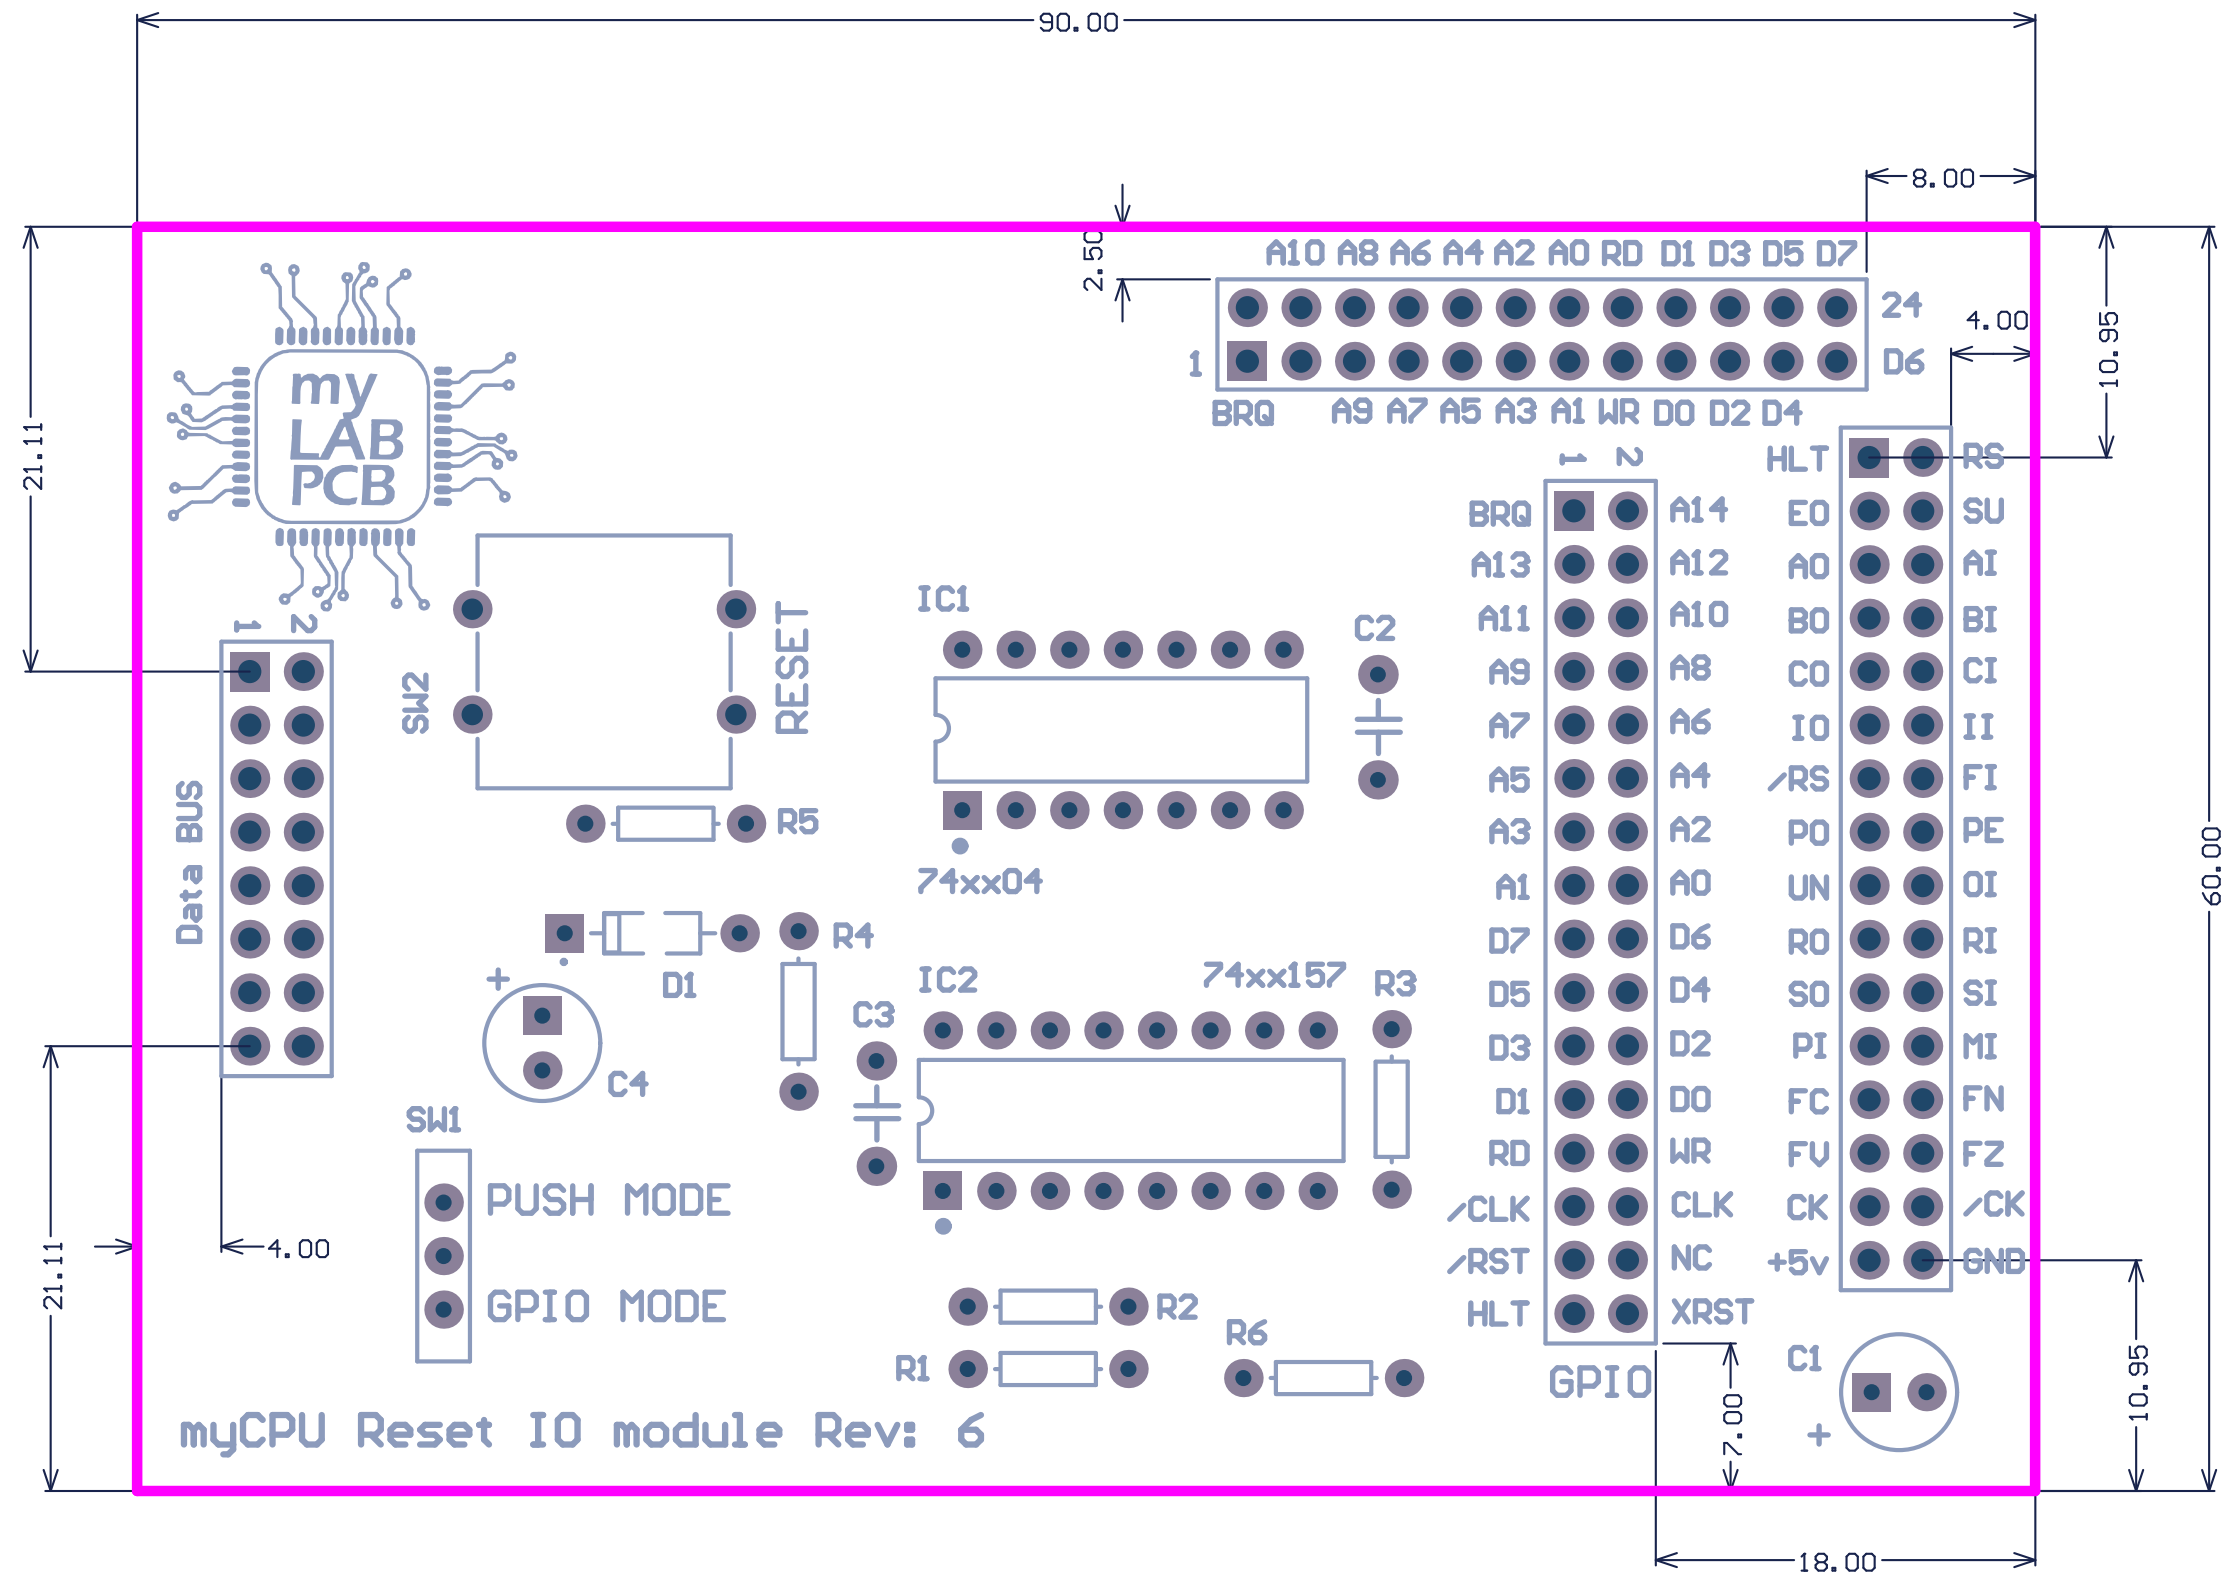 90.00
8.00
2.50
A10 A8 A6 A4 A2 A0 RD D1 D3 D5 D7
24
4.00
1
D6
BRQ A9 A7 A5 A3 A1 WR D0 D2 D4
10.95
21.11
my
LAB
PCB
1 2
HLT RS
BRQ A14 EO SU
A13 A12 AO AI
A11 A10 BO BI
A9 A8 CO CI
A7 A6 IO II
A5 A4 /RS FI
A3 A2 PO PE
A1 A0 UN OI
D7 D6 RO RI
D5 D4 SO SI
D3 D2 PI MI
D1 D0 FC FN
RD WR FV FZ
/CLK CLK CK /CK
/RST NC +5v GND
HLT XRST
GPIO
1 2
Data BUS
SW2
RESET
IC1
C2
R5
74xx04
R4
D1
+
C4
IC2
74xx157
R3
C3
SW1
PUSH MODE
GPIO MODE
4.00
21.11
R2
R1
R6
C1
+
7.00
10.95
60.00
myCPU Reset IO module Rev: 6
18.00